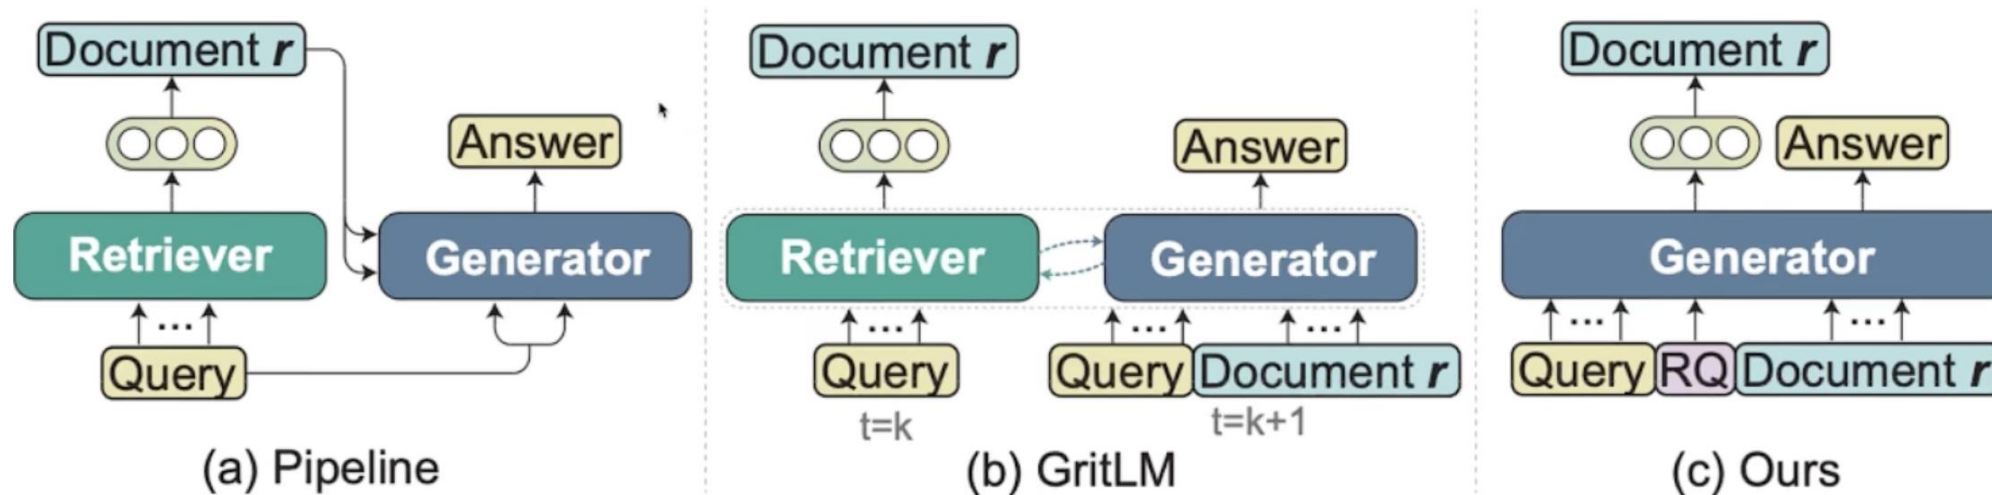 Document r
Answer
Retriever
Generator
...
Query
(a) Pipeline
Document r
Answer
Retriever
Generator
...
...
...
Query
Query
Document r
t=k
t=k+1
(b) GritLM
Document r
Answer
Generator
...
...
Query
RQ
Document r
(c) Ours